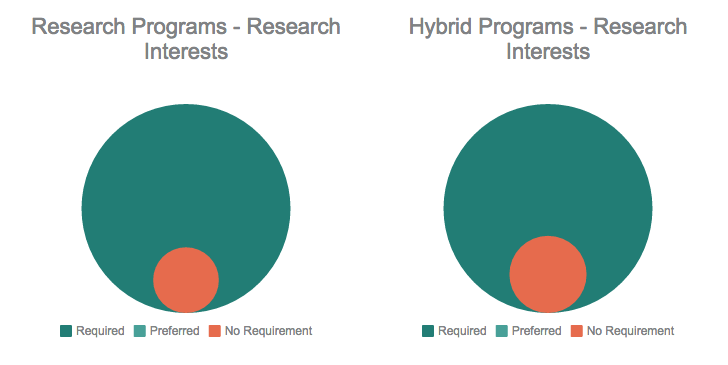 Research Programs - Research
Interests
Hybrid Programs - Research
Interests
Required Preferred No Requirement
Required Preferred No Requirement